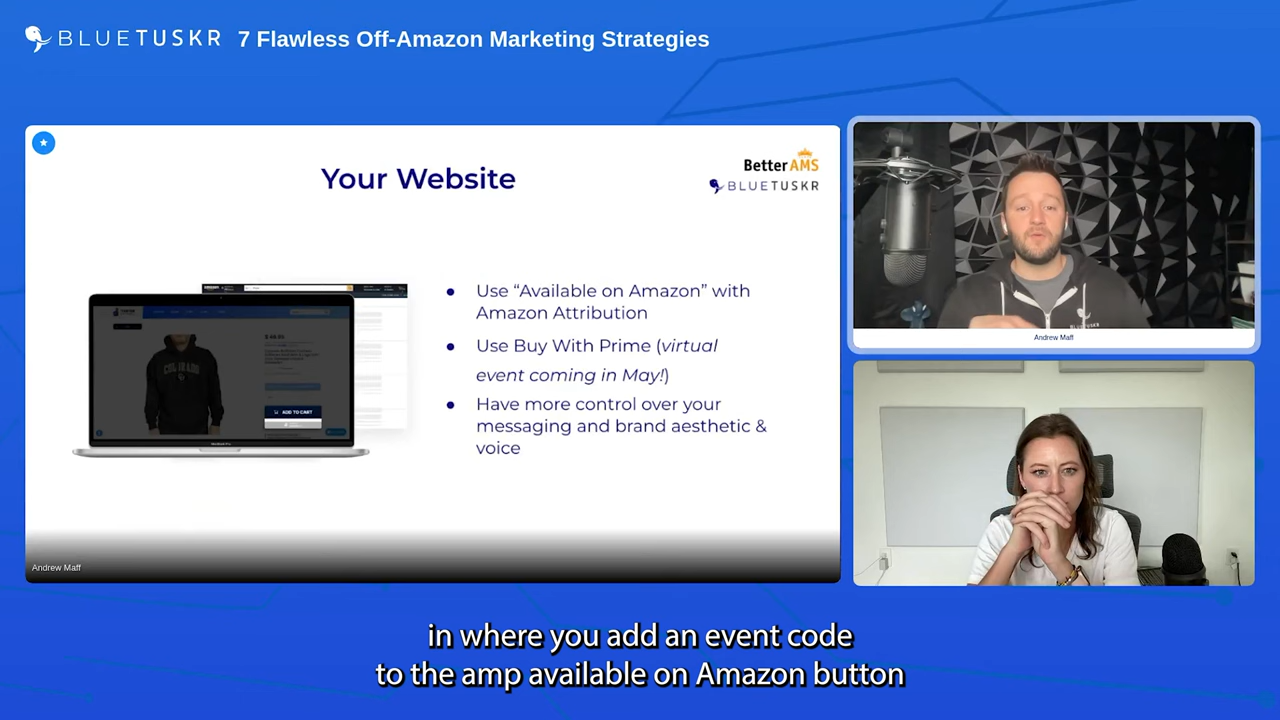 BLUETUSKR 7 Flawless Off-Amazon Marketing Strategies
Your Website
BetterAMS
BLUETUSKR
● Use “Available on Amazon” with
Amazon Attribution
● Use Buy With Prime (virtual
event coming in May!)
● Have more control over your
messaging and brand aesthetic &
voice
COLORADO
ADD TO CART
Andrew Maff
BLUETUSKR
Andrew Maff
in where you add an event code
to the amp available on Amazon button